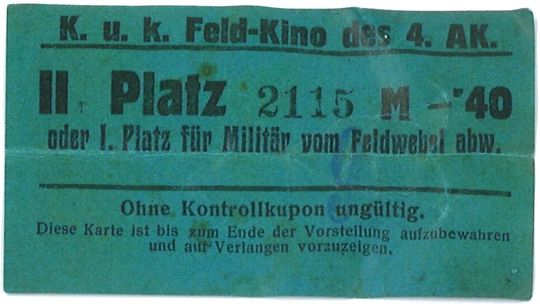 K. u. k. Feld-Kino des 4. AK.
II. Platz 2115 M –·40
oder I. Platz für Militär vom Feldwebel abw.
Ohne Kontrollkupon ungültig.
Diese Karte ist bis zum Ende der Vorstellung aufzubewahren
und auf Verlangen vorzuzeigen.